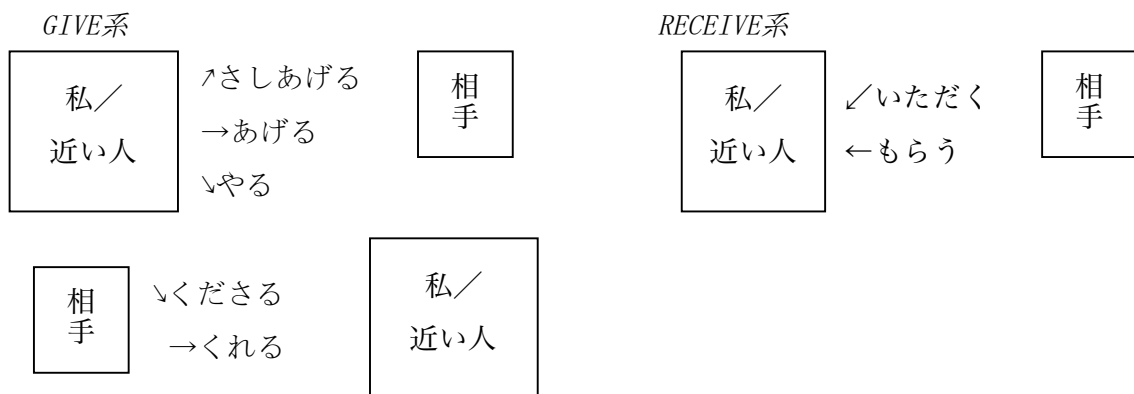 GIVE系
私／
近い人
↗さしあげる
→あげる
↘やる
相手
RECEIVE系
私／
近い人
↙いただく
←もらう
相手
相手
↘くださる
→くれる
私／
近い人